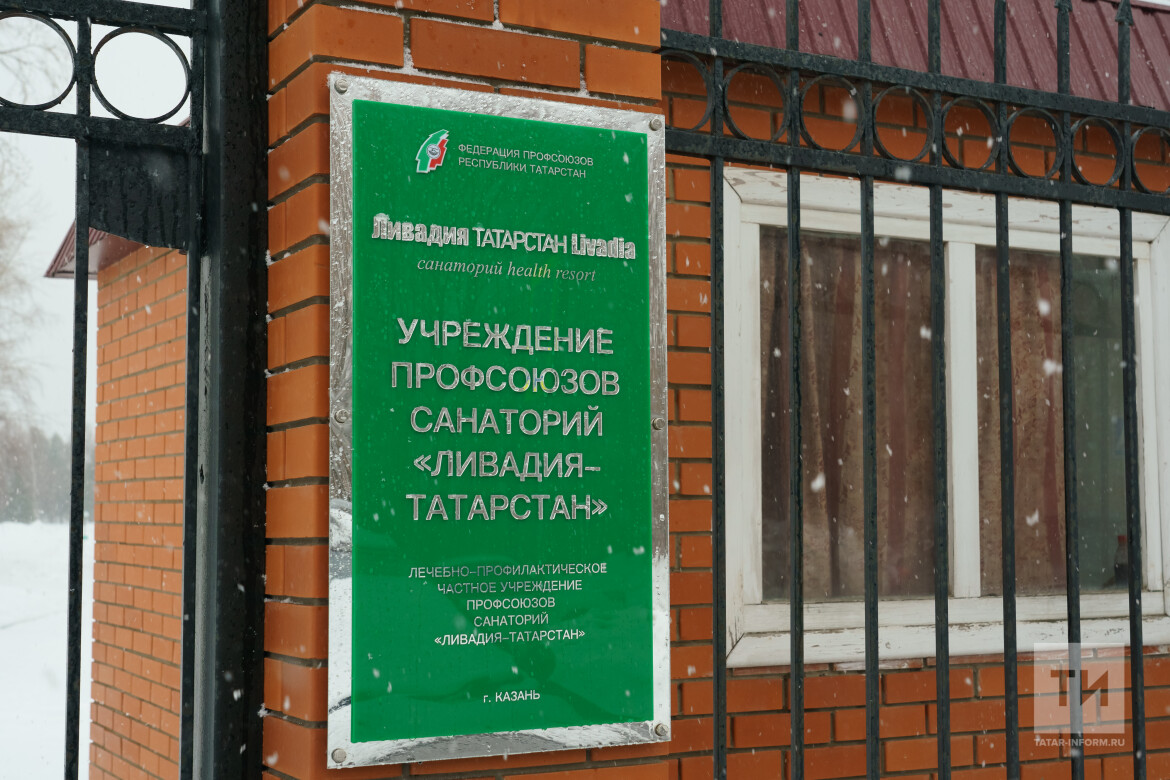 ФЕДЕРАЦИЯ ПРОФСОЮЗОВ
РЕСПУБЛИКИ ТАТАРСТАН
Ливадия ТАТАРСТАН Livadia
санаторий health resort
УЧРЕЖДЕНИЕ
ПРОФСОЮЗОВ
САНАТОРИЙ
«ЛИВАДИЯ-
ТАТАРСТАН»
ЛЕЧЕБНО-ПРОФИЛАКТИЧЕСКОЕ
ЧАСТНОЕ УЧРЕЖДЕНИЕ
ПРОФСОЮЗОВ
САНАТОРИЙ
«ЛИВАДИЯ-ТАТАРСТАН»
г. КАЗАНЬ
ТИ
TATAR-INFORM.RU